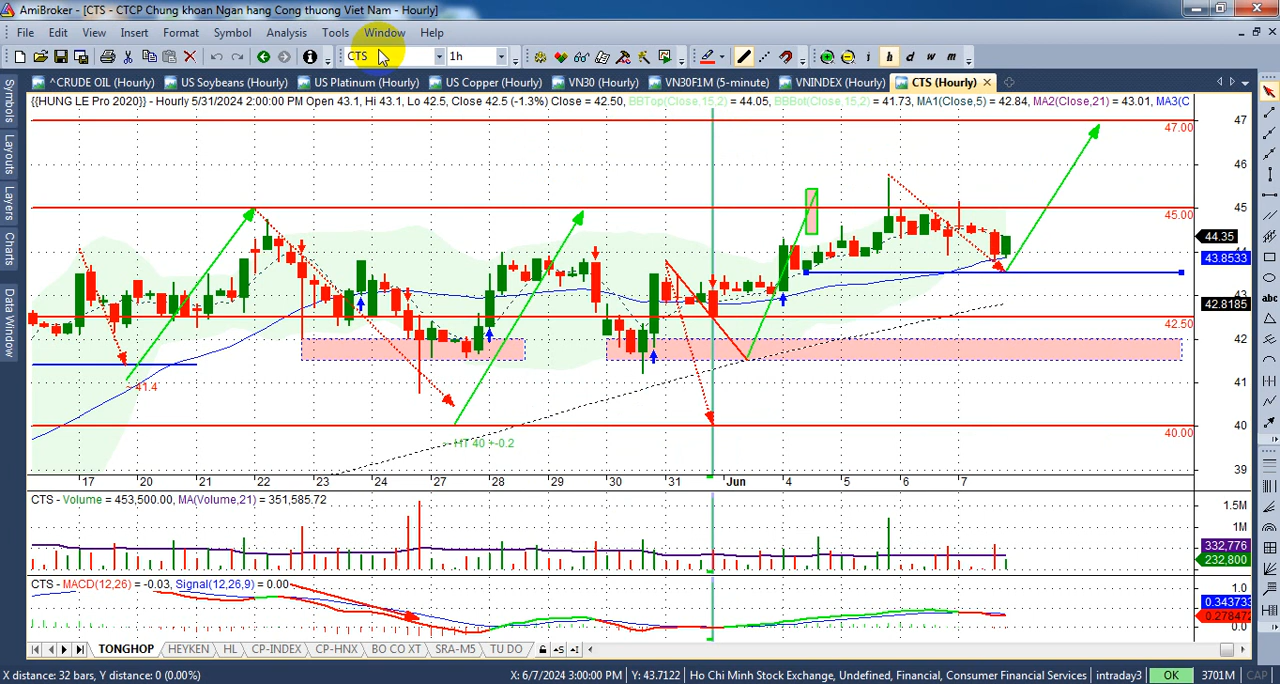 AmiBroker - [CTS - CTCP Chung khoan Ngan hang Cong thuong Viet Nam - Hourly]
File Edit View Insert Format Symbol Analysis Tools Window Help
CTS 1h i h d w m
^CRUDE OIL (Hourly) US Soybeans (Hourly) US Platinum (Hourly) US Copper (Hourly) VN30 (Hourly) VN30F1M (5-minute) VNINDEX (Hourly) CTS (Hourly)
{{HUNG LE Pro 2020}} - Hourly 5/31/2024 2:00:00 PM Open 43.1, Hi 43.1, Lo 42.5, Close 42.5 (-1.3%) Close = 42.50, BBTop(Close,15,2) = 44.05, BBBot(Close,15,2) = 41.73, MA1(Close,5) = 42.84, MA2(Close,21) = 43.01, MA3(C
Symbols
Layouts
Layers
Charts
Data Window
47.00
47
46
45
45.00
44.35
44
43.8533
43
42.8185
42.50
42
41
~ 41.4
40
40.00
~ HT 40 +-0.2
39
17 20 21 22 23 24 27 28 29 30 31 Jun 4 5 6 7
CTS - Volume = 453,500.00, MA(Volume,21) = 351,585.72
1.5M
1M
332,776
232,800
CTS - MACD(12,26) = -0.03, Signal(12,26,9) = 0.00
1.0
0.343733
0.278472
0.0
abc
TONGHOP HEYKEN HL CP-INDEX CP-HNX BO CO XT SRA-M5 TU DO
X distance: 32 bars, Y distance: 0 (0.00%) X: 6/7/2024 3:00:00 PM Y: 43.7122 Ho Chi Minh Stock Exchange, Undefined, Financial, Consumer Financial Services intraday3 OK 3701M CAP